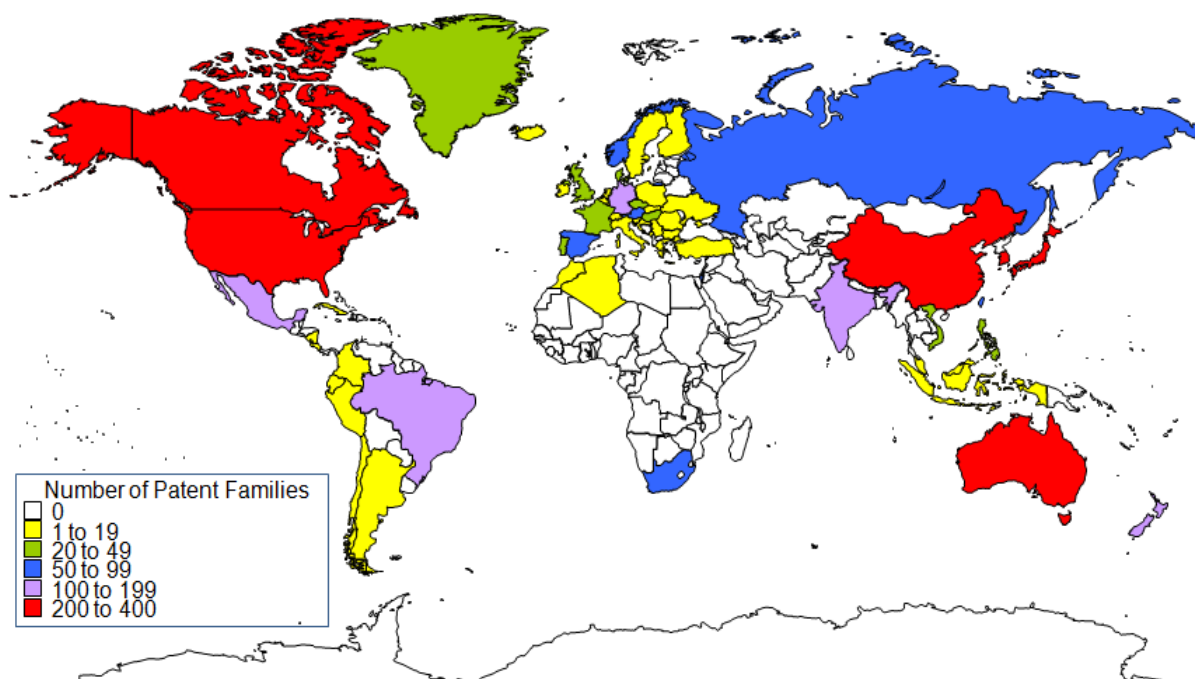 Number of Patent Families
0
1 to 19
20 to 49
50 to 99
100 to 199
200 to 400